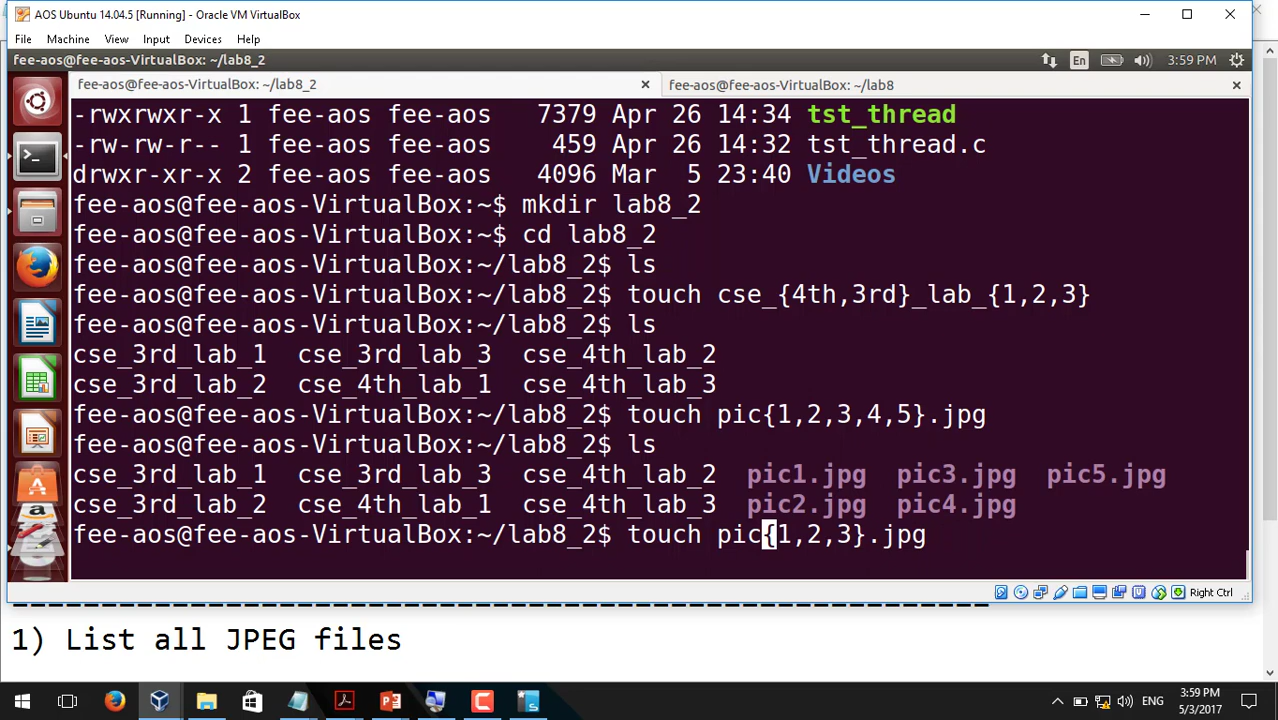 AOS Ubuntu 14.04.5 [Running] - Oracle VM VirtualBox
File Machine View Input Devices Help
fee-aos@fee-aos-VirtualBox: ~/lab8_2
En 3:59 PM
fee-aos@fee-aos-VirtualBox: ~/lab8_2 fee-aos@fee-aos-VirtualBox: ~/lab8
-rwxrwxr-x 1 fee-aos fee-aos 7379 Apr 26 14:34 tst_thread
-rw-rw-r-- 1 fee-aos fee-aos 459 Apr 26 14:32 tst_thread.c
drwxr-xr-x 2 fee-aos fee-aos 4096 Mar 5 23:40 Videos
fee-aos@fee-aos-VirtualBox:~$ mkdir lab8_2
fee-aos@fee-aos-VirtualBox:~$ cd lab8_2
fee-aos@fee-aos-VirtualBox:~/lab8_2$ ls
fee-aos@fee-aos-VirtualBox:~/lab8_2$ touch cse_{4th,3rd}_lab_{1,2,3}
fee-aos@fee-aos-VirtualBox:~/lab8_2$ ls
cse_3rd_lab_1 cse_3rd_lab_3 cse_4th_lab_2
cse_3rd_lab_2 cse_4th_lab_1 cse_4th_lab_3
fee-aos@fee-aos-VirtualBox:~/lab8_2$ touch pic{1,2,3,4,5}.jpg
fee-aos@fee-aos-VirtualBox:~/lab8_2$ ls
cse_3rd_lab_1 cse_3rd_lab_3 cse_4th_lab_2 pic1.jpg pic3.jpg pic5.jpg
cse_3rd_lab_2 cse_4th_lab_1 cse_4th_lab_3 pic2.jpg pic4.jpg
fee-aos@fee-aos-VirtualBox:~/lab8_2$ touch pic{1,2,3}.jpg
Right Ctrl
1) List all JPEG files
ENG
3:59 PM
5/3/2017